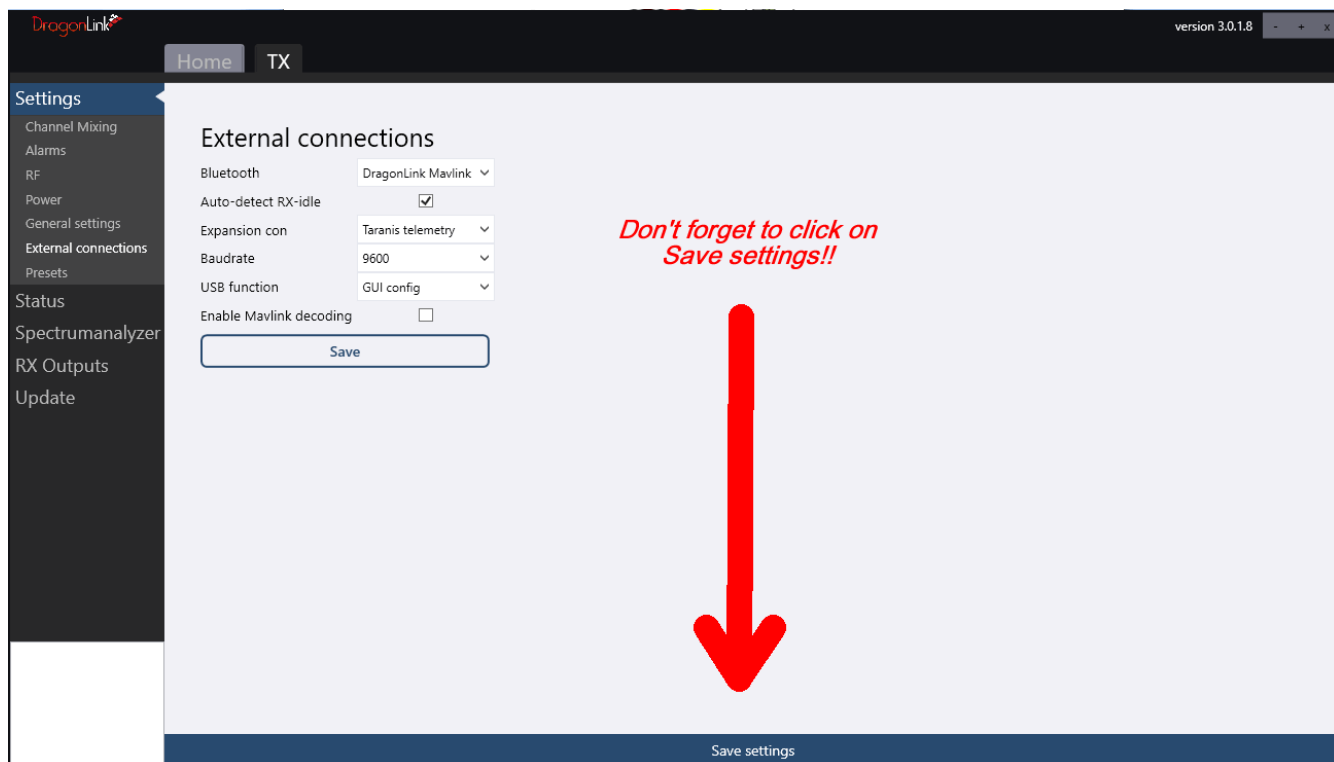 DragonLink
version 3.0.1.8 - + x
Home TX
Settings
Channel Mixing
Alarms
RF
Power
General settings
External connections
Presets
Status
Spectrumanalyzer
RX Outputs
Update
External connections
Bluetooth DragonLink Mavlink
Auto-detect RX-idle
Expansion con Taranis telemetry
Baudrate 9600
USB function GUI config
Enable Mavlink decoding
Save
Don't forget to click on
Save settings!!
Save settings